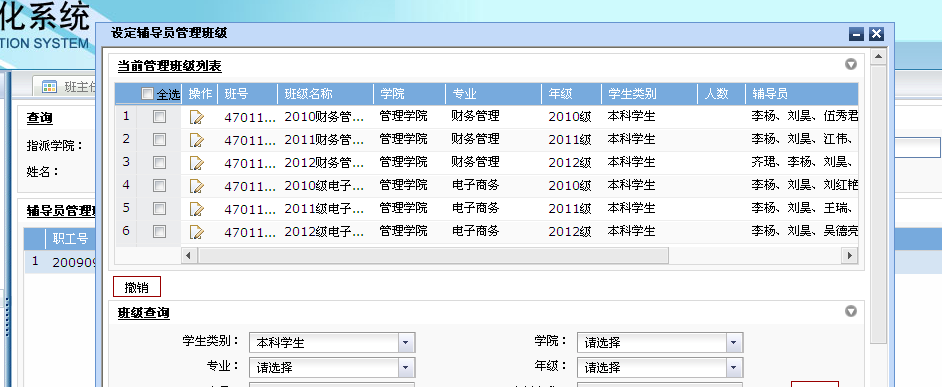 化系统
TION SYSTEM
设定辅导员管理班级
班主任
查询
指派学院：
姓名：
辅导员管理班
职工号
1 200909
当前管理班级列表
全选 操作 班号 班级名称 学院 专业 年级 学生类别 人数 辅导员
1 47011... 2010财务管... 管理学院 财务管理 2010级 本科学生 李杨、刘昊、伍秀君
2 47011... 2011财务管... 管理学院 财务管理 2011级 本科学生 李杨、刘昊、江伟、
3 47011... 2012财务管... 管理学院 财务管理 2012级 本科学生 齐珺、李杨、刘昊、
4 47011... 2010级电子... 管理学院 电子商务 2010级 本科学生 李杨、刘昊、刘红艳
5 47011... 2011级电子... 管理学院 电子商务 2011级 本科学生 李杨、刘昊、王瑞、
6 47011... 2012级电子... 管理学院 电子商务 2012级 本科学生 李杨、刘昊、吴德亮
撤销
班级查询
学生类别： 本科学生 学院： 请选择
专业： 请选择 年级： 请选择